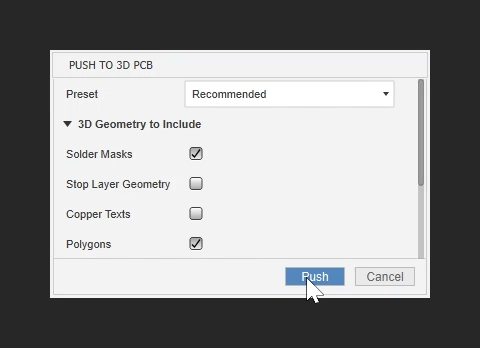 PUSH TO 3D PCB
Preset Recommended
3D Geometry to Include
Solder Masks
Stop Layer Geometry
Copper Texts
Polygons
Push Cancel